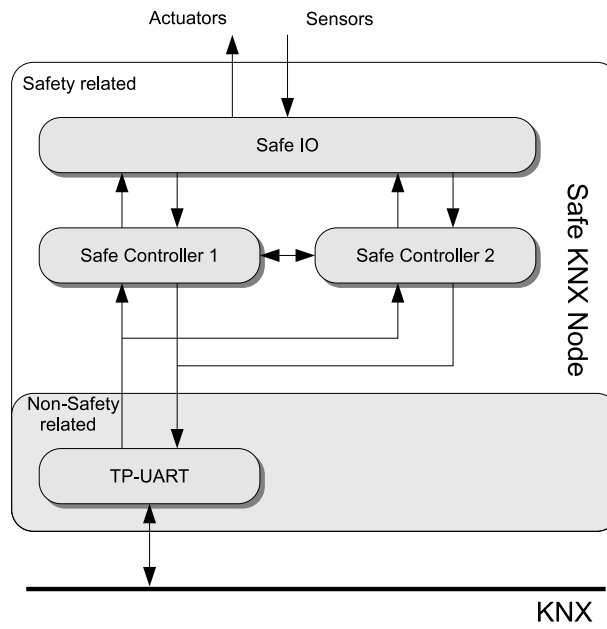 Actuators
Sensors
Safety related
Safe IO
Safe KNX Node
Safe Controller 1
Safe Controller 2
Non-Safety
related
TP-UART
KNX